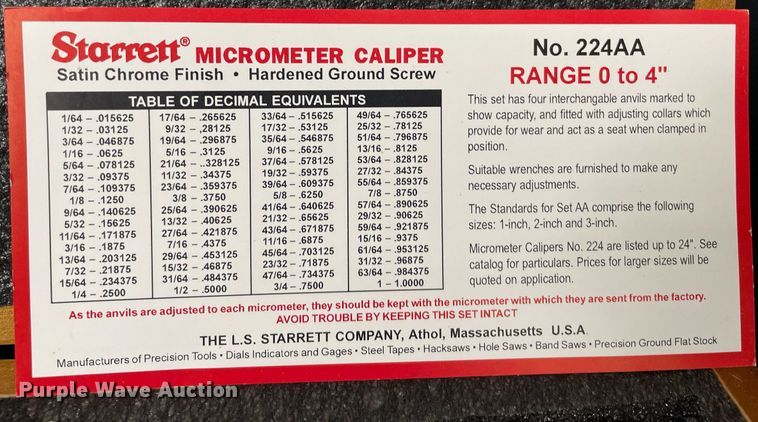 Starrett® MICROMETER CALIPER
Satin Chrome Finish • Hardened Ground Screw
TABLE OF DECIMAL EQUIVALENTS
1/64 – .015625
1/32 – .03125
3/64 – .046875
1/16 – .0625
5/64 – .078125
3/32 – .09375
7/64 – .109375
1/8 – .1250
9/64 – .140625
5/32 – .15625
11/64 – .171875
3/16 – .1875
13/64 – .203125
7/32 – .21875
15/64 – .234375
1/4 – .2500
17/64 – .265625
9/32 – .28125
19/64 – .296875
5/16 – .3125
21/64 – ..328125
11/32 – .34375
23/64 – .359375
3/8 – .3750
25/64 – .390625
13/32 – .40625
27/64 – .421875
7/16 – .4375
29/64 – .453125
15/32 – .46875
31/64 – .484375
1/2 – .5000
33/64 – .515625
17/32 – .53125
35/64 – .546875
9/16 – .5625
37/64 – .578125
19/32 – .59375
39/64 – .609375
5/8 – .6250
41/64 – .640625
21/32 – .65625
43/64 – .671875
11/16 – .6875
45/64 – .703125
23/32 – .71875
47/64 – .734375
3/4 – .7500
49/64 – .765625
25/32 – .78125
51/64 – .796875
13/16 – .8125
53/64 – .828125
27/32 – .84375
55/64 – .859375
7/8 – .8750
57/64 – .890625
29/32 – .90625
59/64 – .921875
15/16 – .9375
61/64 – .953125
31/32 – .96875
63/64 – .984375
1 – 1.0000
No. 224AA
RANGE 0 to 4"
This set has four interchangable anvils marked to
show capacity, and fitted with adjusting collars which
provide for wear and act as a seat when clamped in
position.
Suitable wrenches are furnished to make any
necessary adjustments.
The Standards for Set AA comprise the following
sizes: 1-inch, 2-inch and 3-inch.
Micrometer Calipers No. 224 are listed up to 24". See
catalog for particulars. Prices for larger sizes will be
quoted on application.
As the anvils are adjusted to each micrometer, they should be kept with the micrometer with which they are sent from the factory.
AVOID TROUBLE BY KEEPING THIS SET INTACT
THE L.S. STARRETT COMPANY, Athol, Massachusetts U.S.A.
Manufacturers of Precision Tools • Dials Indicators and Gages • Steel Tapes • Hacksaws • Hole Saws • Band Saws • Precision Ground Flat Stock
Purple Wave Auction